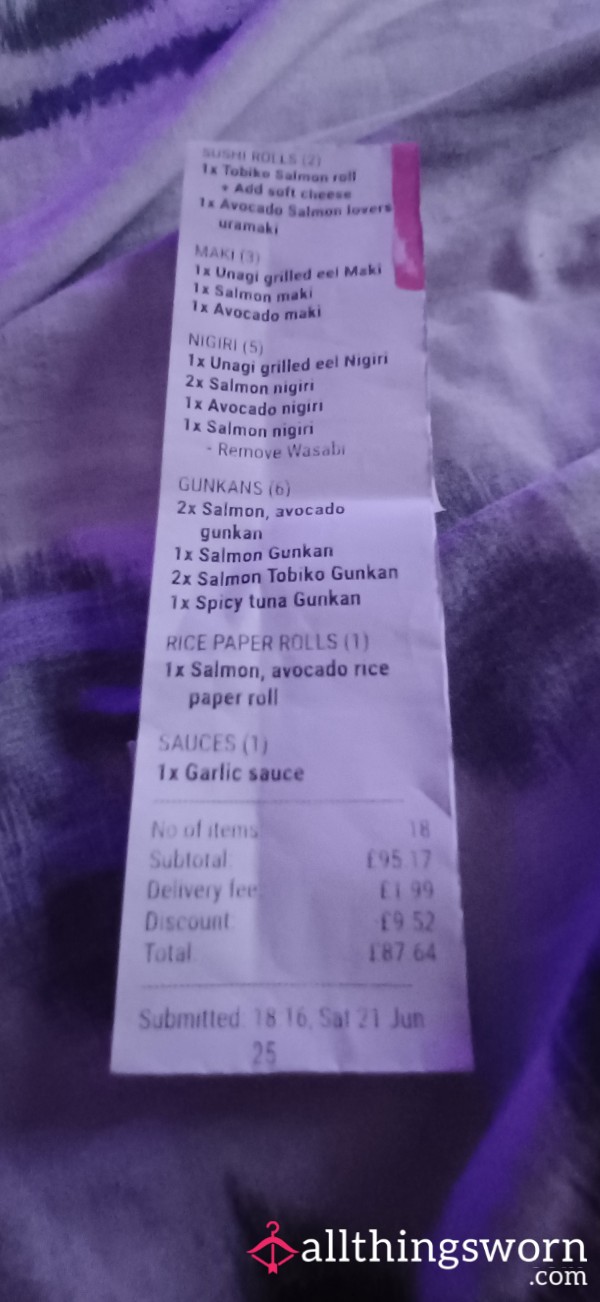 SUSHI ROLLS (2)
1x Tobiko Salmon roll
+ Add soft cheese
1x Avocado Salmon lovers
uramaki
MAKI (3)
1x Unagi grilled eel Maki
1x Salmon maki
1x Avocado maki
NIGIRI (5)
1x Unagi grilled eel Nigiri
2x Salmon nigiri
1x Avocado nigiri
1x Salmon nigiri
- Remove Wasabi
GUNKANS (6)
2x Salmon, avocado
gunkan
1x Salmon Gunkan
2x Salmon Tobiko Gunkan
1x Spicy tuna Gunkan
RICE PAPER ROLLS (1)
1x Salmon, avocado rice
paper roll
SAUCES (1)
1x Garlic sauce
No of items: 18
Subtotal: £95.17
Delivery fee: £1.99
Discount: -£9.52
Total: £87.64
Submitted: 18:16, Sat 21 Jun
25
allthingsworn
.com